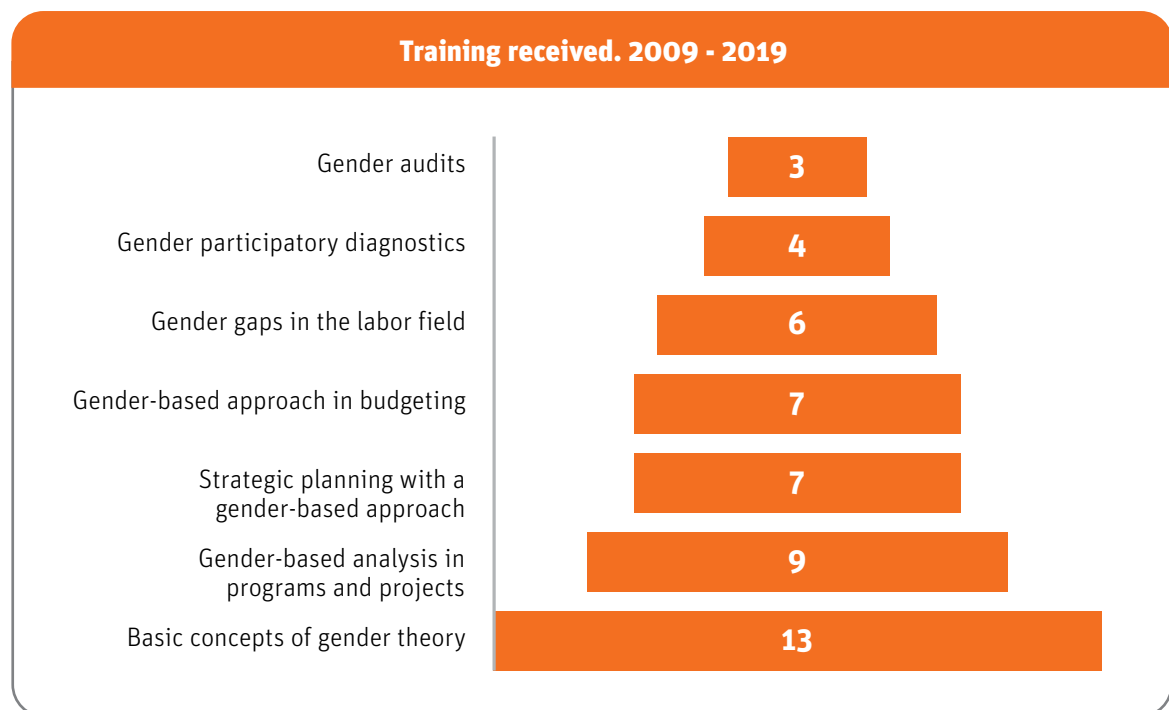 Training received. 2009 - 2019
Gender audits
3
Gender participatory diagnostics
4
Gender gaps in the labor field
6
Gender-based approach in budgeting
7
Strategic planning with a
gender-based approach
7
Gender-based analysis in
programs and projects
9
Basic concepts of gender theory
13